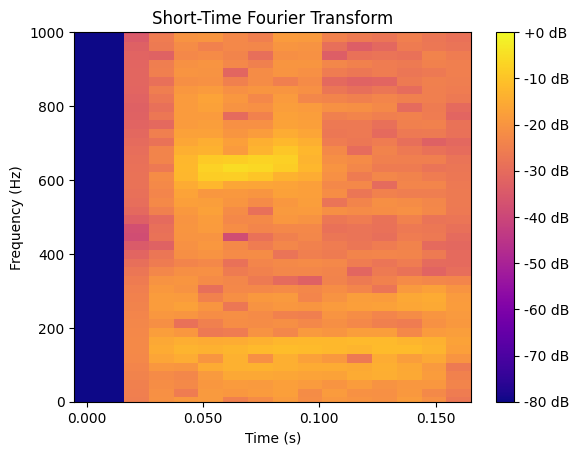 Short-Time Fourier Transform
Frequency (Hz)
1000
800
600
400
200
0
0.000
0.050
0.100
0.150
Time (s)
+0 dB
-10 dB
-20 dB
-30 dB
-40 dB
-50 dB
-60 dB
-70 dB
-80 dB